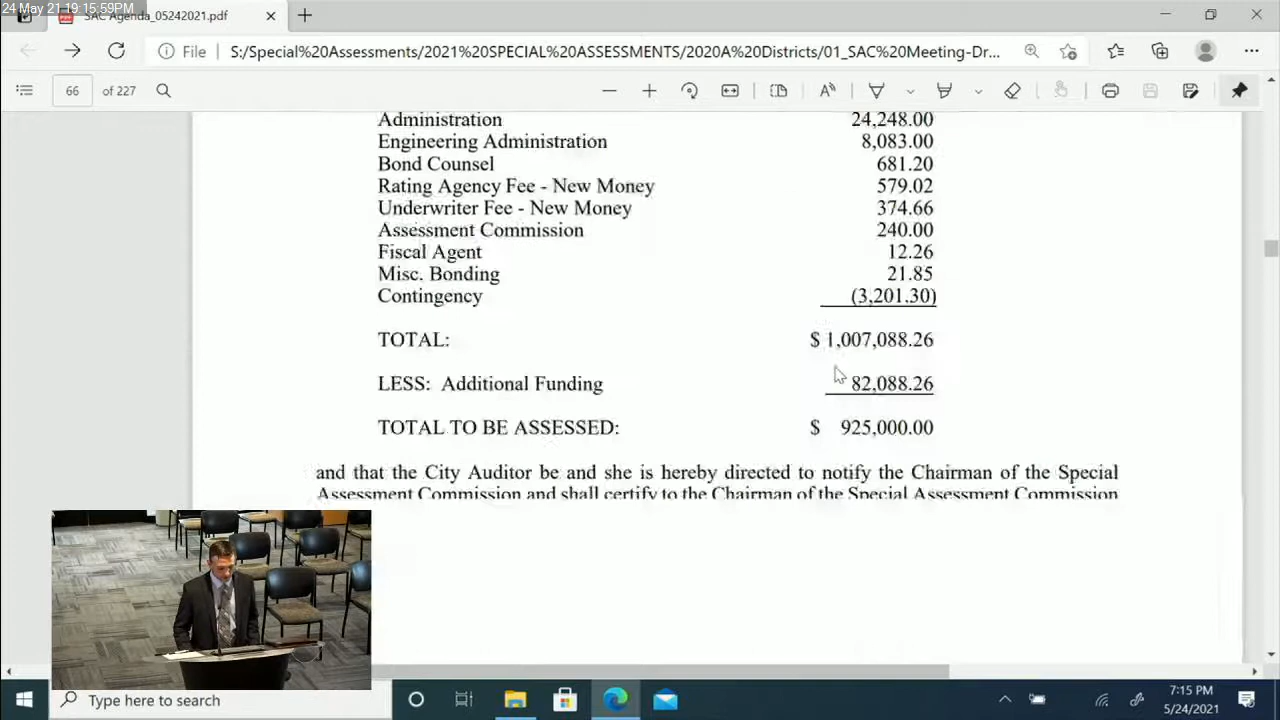 24 May 21 19:15.59PM
SAC Agenda_05242021.pdf
File
S:/Special%20Assessments/2021%20SPECIAL%20ASSESSMENTS/2020A%20Districts/01_SAC%20Meeting-Dr...
66 of 227
Administration 24,248.00
Engineering Administration 8,083.00
Bond Counsel 681.20
Rating Agency Fee - New Money 579.02
Underwriter Fee - New Money 374.66
Assessment Commission 240.00
Fiscal Agent 12.26
Misc. Bonding 21.85
Contingency (3,201.30)
TOTAL: $ 1,007,088.26
LESS: Additional Funding 82,088.26
TOTAL TO BE ASSESSED: $ 925,000.00
and that the City Auditor be and she is hereby directed to notify the Chairman of the Special
Assessment Commission and shall certify to the Chairman of the Special Assessment Commission
Type here to search
7:15 PM
5/24/2021